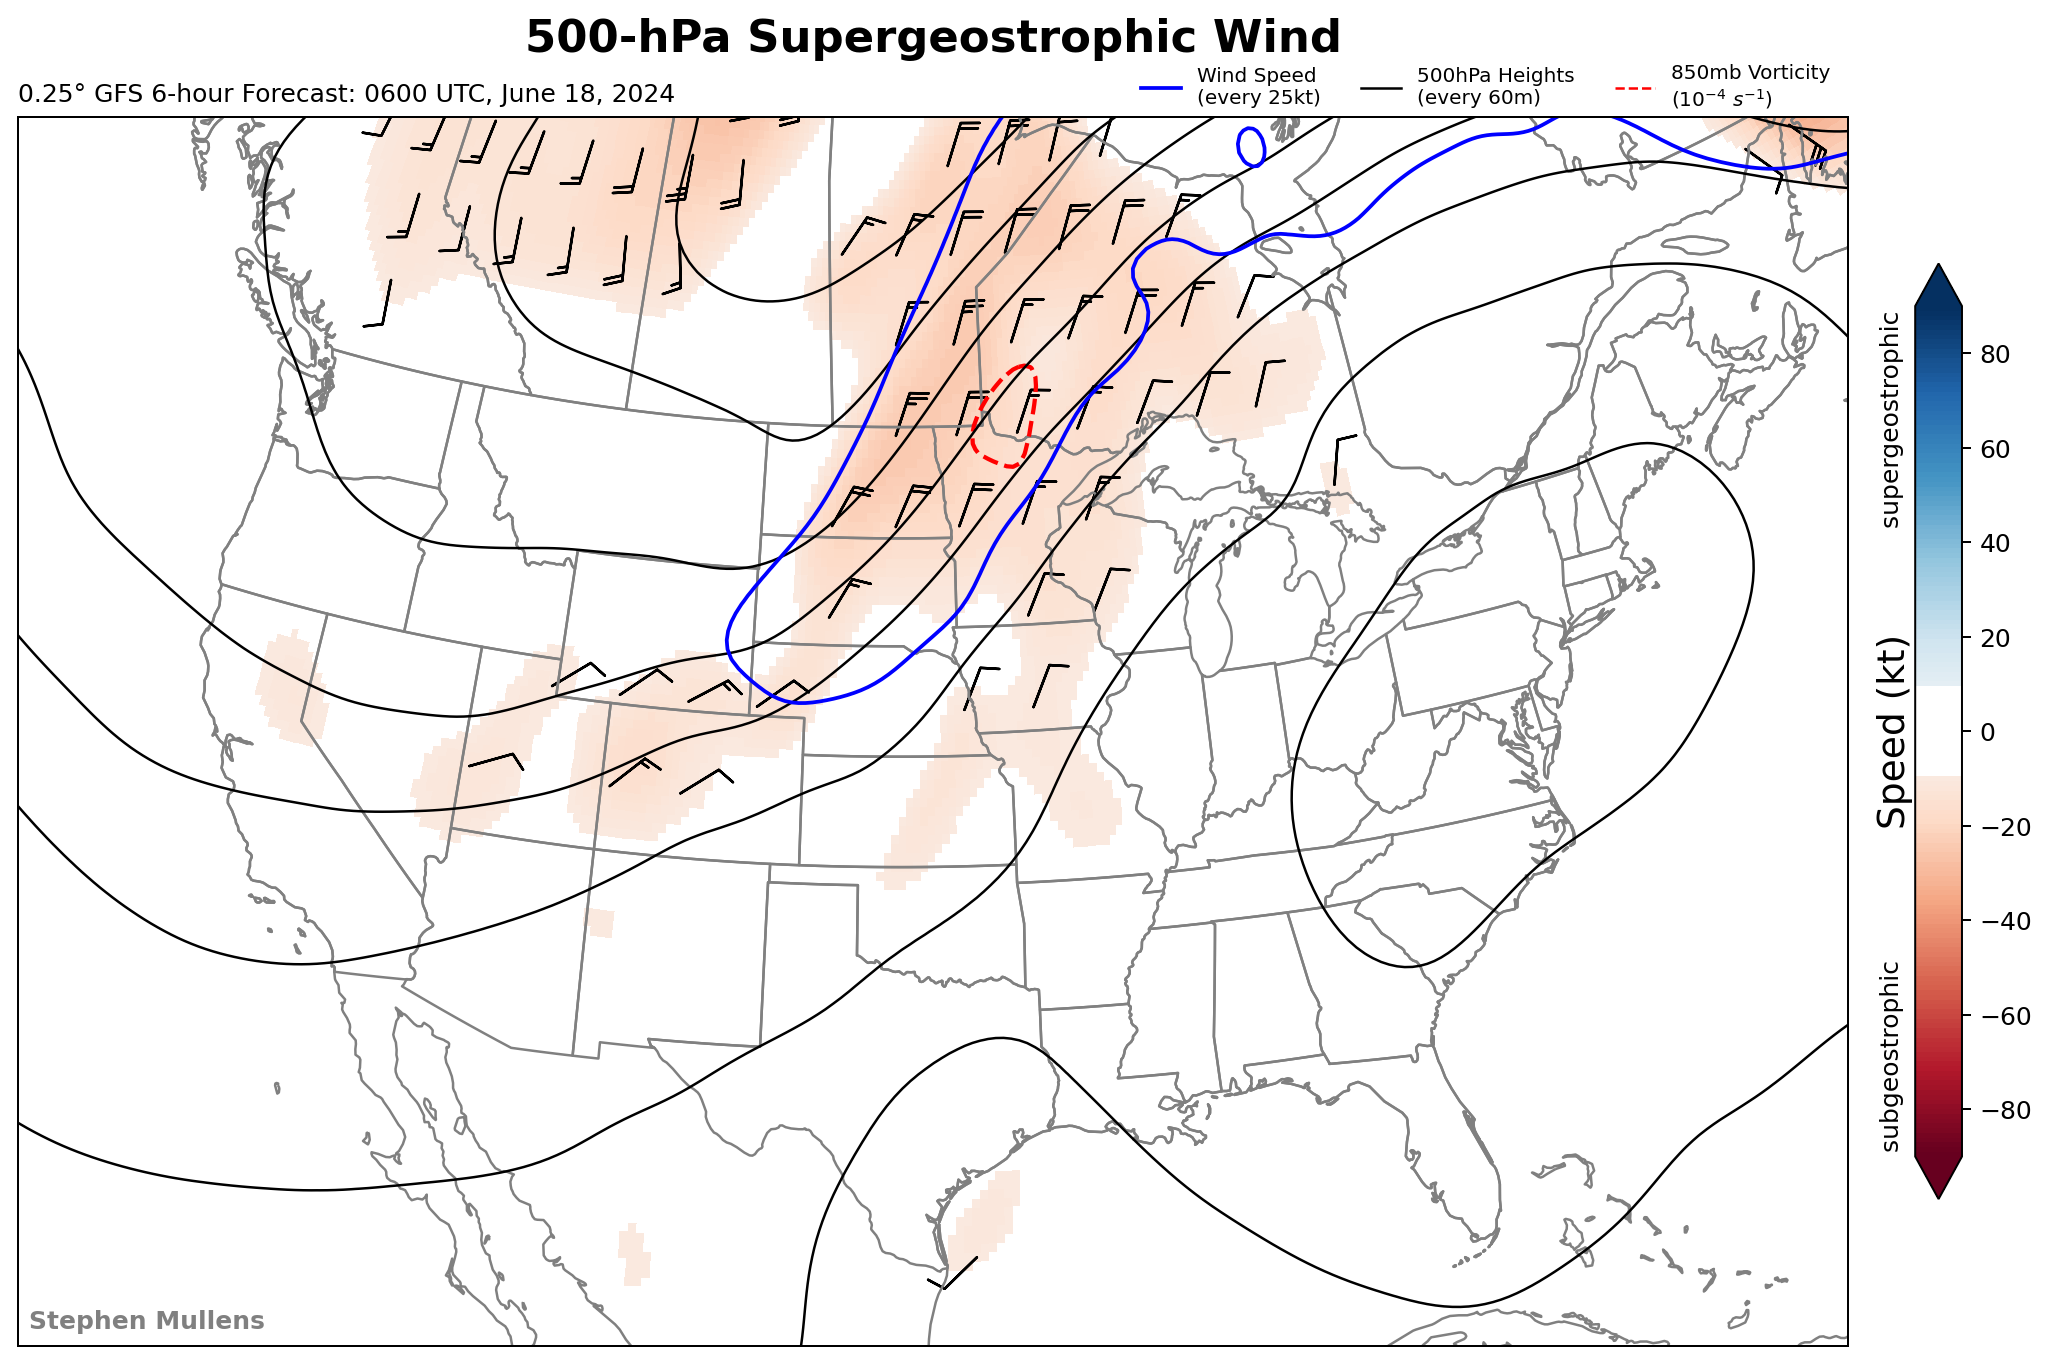 500-hPa Supergeostrophic Wind
0.25° GFS 6-hour Forecast: 0600 UTC, June 18, 2024
Wind Speed
(every 25kt)
500hPa Heights
(every 60m)
850mb Vorticity
(10⁻⁴ s⁻¹)
supergeostrophic
Speed (kt)
subgeostrophic
80
60
40
20
0
−20
−40
−60
−80
Stephen Mullens